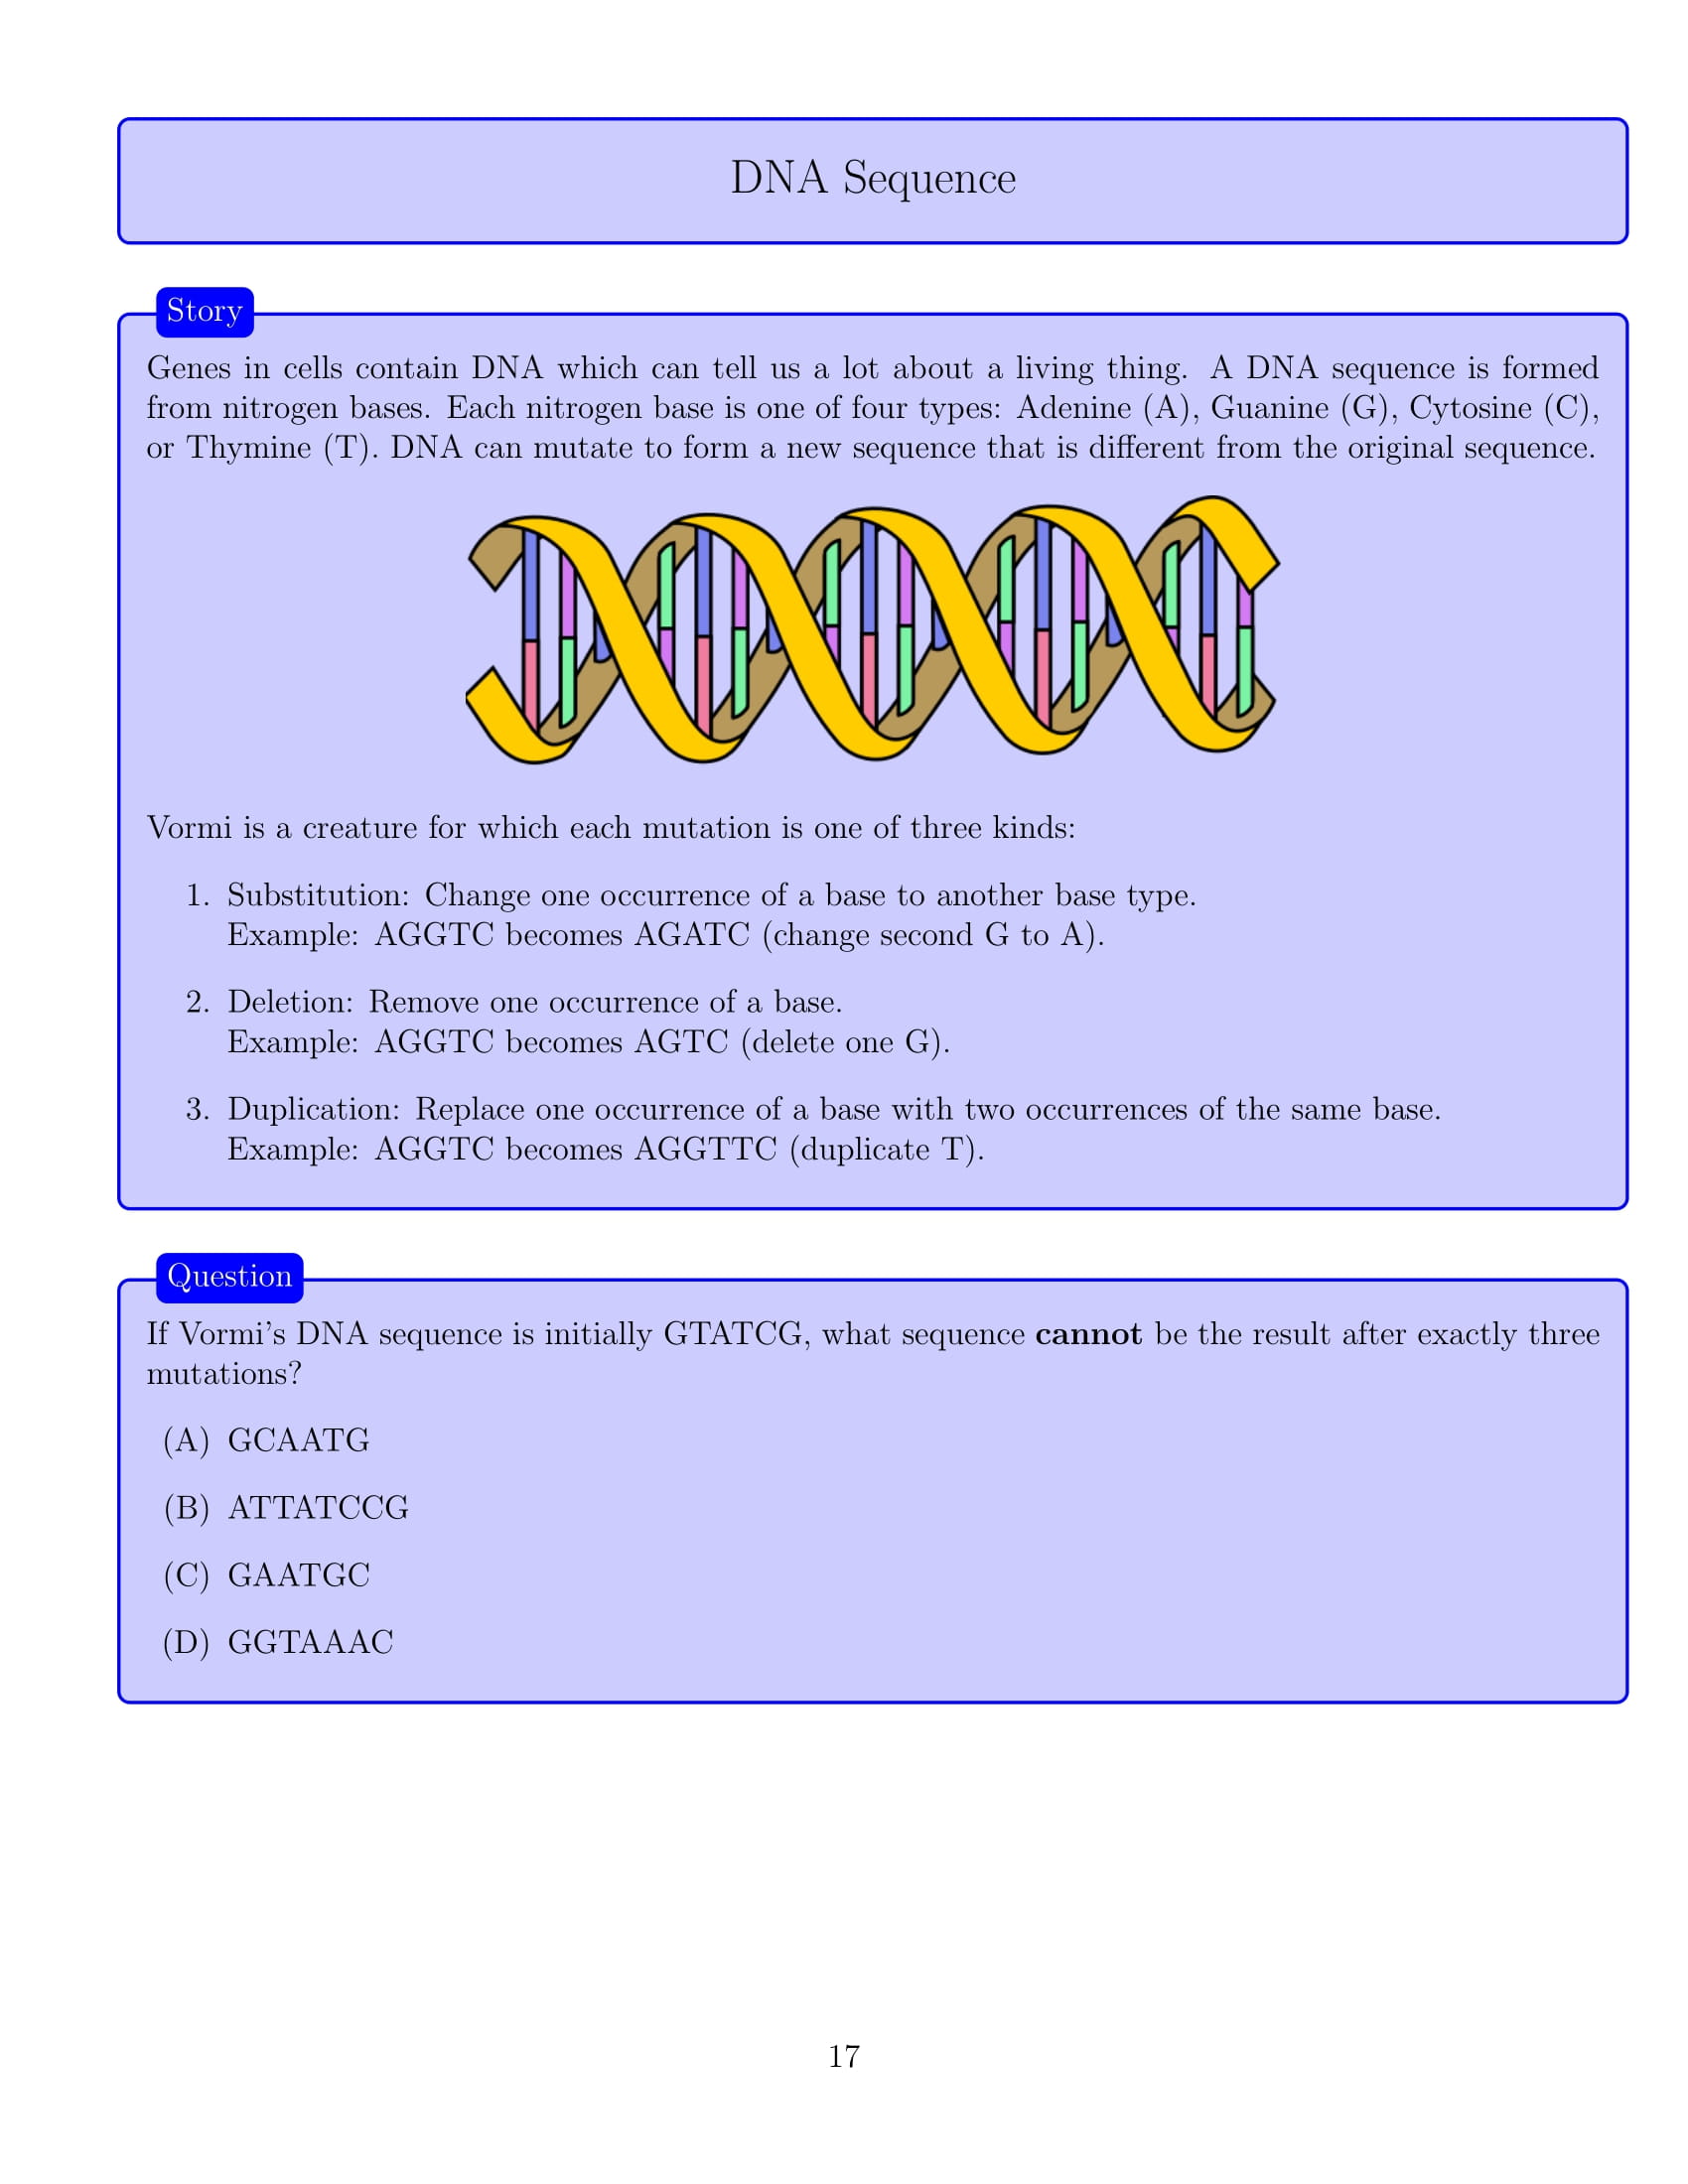 DNA Sequence
Story
Genes in cells contain DNA which can tell us a lot about a living thing. A DNA sequence is formed
from nitrogen bases. Each nitrogen base is one of four types: Adenine (A), Guanine (G), Cytosine (C),
or Thymine (T). DNA can mutate to form a new sequence that is different from the original sequence.
Vormi is a creature for which each mutation is one of three kinds:
1. Substitution: Change one occurrence of a base to another base type.
Example: AGGTC becomes AGATC (change second G to A).
2. Deletion: Remove one occurrence of a base.
Example: AGGTC becomes AGTC (delete one G).
3. Duplication: Replace one occurrence of a base with two occurrences of the same base.
Example: AGGTC becomes AGGTTC (duplicate T).
Question
If Vormi's DNA sequence is initially GTATCG, what sequence cannot be the result after exactly three
mutations?
(A) GCAATG
(B) ATTATCCG
(C) GAATGC
(D) GGTAAAC
17